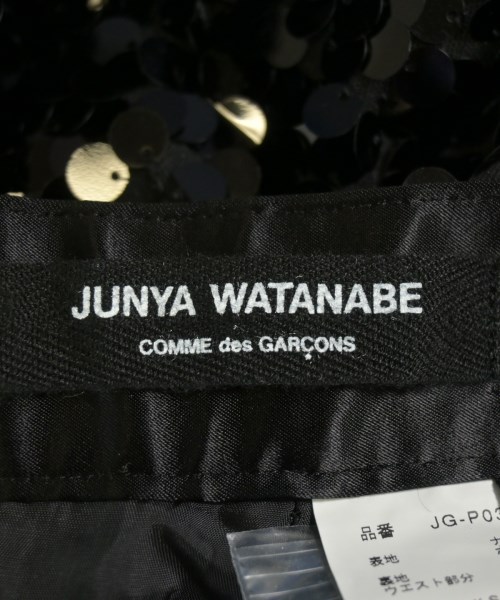 JUNYA WATANABE
COMME des GARÇONS
品番 JG-P03
表地
裏地
ウエスト部分